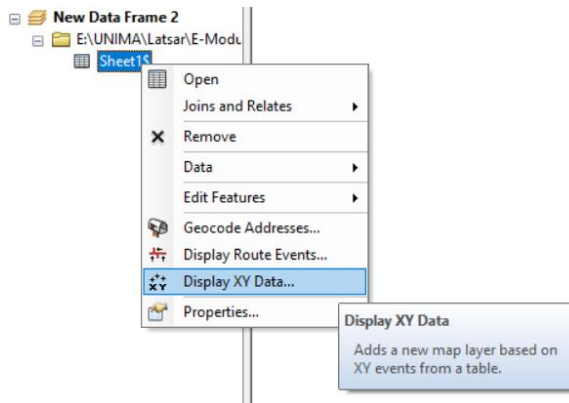 New Data Frame 2
E:\UNIMA\Latsar\E-Modu
Sheet1$
Open
Joins and Relates
Remove
Data
Edit Features
Geocode Addresses...
Display Route Events...
Display XY Data...
Properties...
Display XY Data
Adds a new map layer based on
XY events from a table.